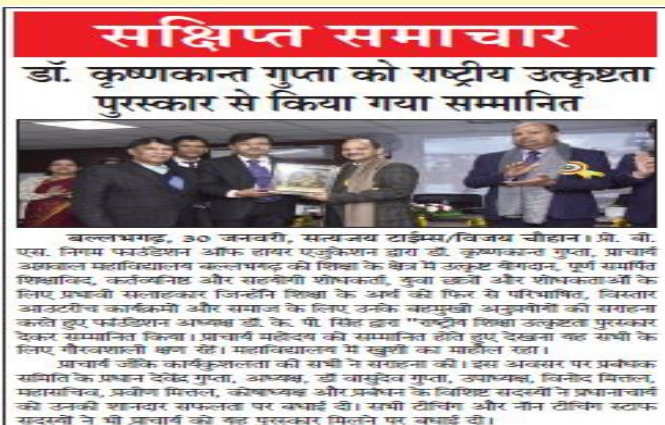 सक्षिप्त समाचार
डॉ. कृष्णकान्त गुप्ता को राष्ट्रीय उत्कृष्टता
पुरस्कार से किया गया सम्मानित
बल्लभगढ़, 30 जनवरी, सत्यजय टाईम्स/विजय चौहान। प्री. बी.
एस. निगम फाउंडेशन ऑफ हायर एजुकेशन द्वारा डॉ. कृष्णकान्त गुप्ता, प्राचार्य
अग्रवाल महाविद्यालय बल्लभगढ़ को शिक्षा के क्षेत्र में उत्कृष्ट योगदान, पूर्ण समर्पित
शिक्षाविद, कर्तव्यनिष्ठ और सहयोगी शोधकर्ता, युवा छात्रों और शोधकर्ताओं के
लिए प्रभावी सलाहकार जिन्होंने शिक्षा के अर्थ को फिर से परिभाषित, विस्तार
आउटरीच कार्यक्रमों और समाज के लिए उनके बहुमुखी अनुप्रयोगों की सराहना
करते हुए फाउंडेशन अध्यक्ष डॉ. के. पी. सिंह द्वारा "राष्ट्रीय शिक्षा उत्कृष्टता पुरस्कार
देकर सम्मानित किया। प्राचार्य महोदय को सम्मानित होते हुए देखना यह सभी के
लिए गौरवशाली क्षण रहे। महाविद्यालय में खुशी का माहौल रहा।
प्राचार्य जोकि कार्यकुशलता की सभी ने सराहना की। इस अवसर पर प्रबंधक
समिति के प्रधान देवेंद्र गुप्ता, अध्यक्ष, डॉ वासुदेव गुप्ता, उपाध्यक्ष, विनोद मित्तल,
महासचिव, प्रवीण मित्तल, कोषाध्यक्ष और प्रबंधन के विशिष्ट सदस्यों ने प्रधानाचार्य
को उनकी शानदार सफलता पर बधाई दी। सभी टीचिंग और नॉन टीचिंग स्टाफ
सदस्यों ने भी प्राचार्य को यह पुरस्कार मिलने पर बधाई दी।